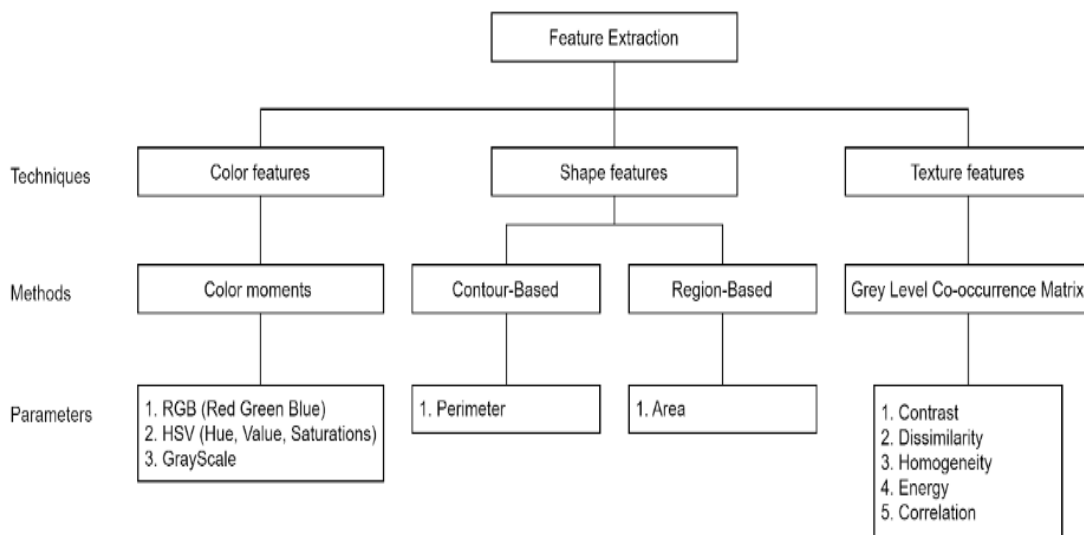 Feature Extraction
Techniques
Color features
Shape features
Texture features
Methods
Color moments
Contour-Based
Region-Based
Grey Level Co-occurrence Matrix
Parameters
1. RGB (Red Green Blue)
2. HSV (Hue, Value, Saturations)
3. GrayScale
1. Perimeter
1. Area
1. Contrast
2. Dissimilarity
3. Homogeneity
4. Energy
5. Correlation